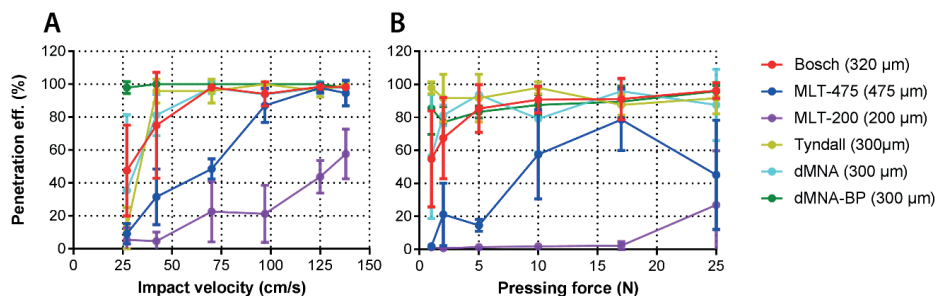 A
Penetration eff. (%)
120
100
80
60
40
20
0
0 25 50 75 100 125 150
Impact velocity (cm/s)
B
120
100
80
60
40
20
0
0 5 10 15 20 25
Pressing force (N)
Bosch (320 µm)
MLT-475 (475 µm)
MLT-200 (200 µm)
Tyndall (300µm)
dMNA (300 µm)
dMNA-BP (300 µm)